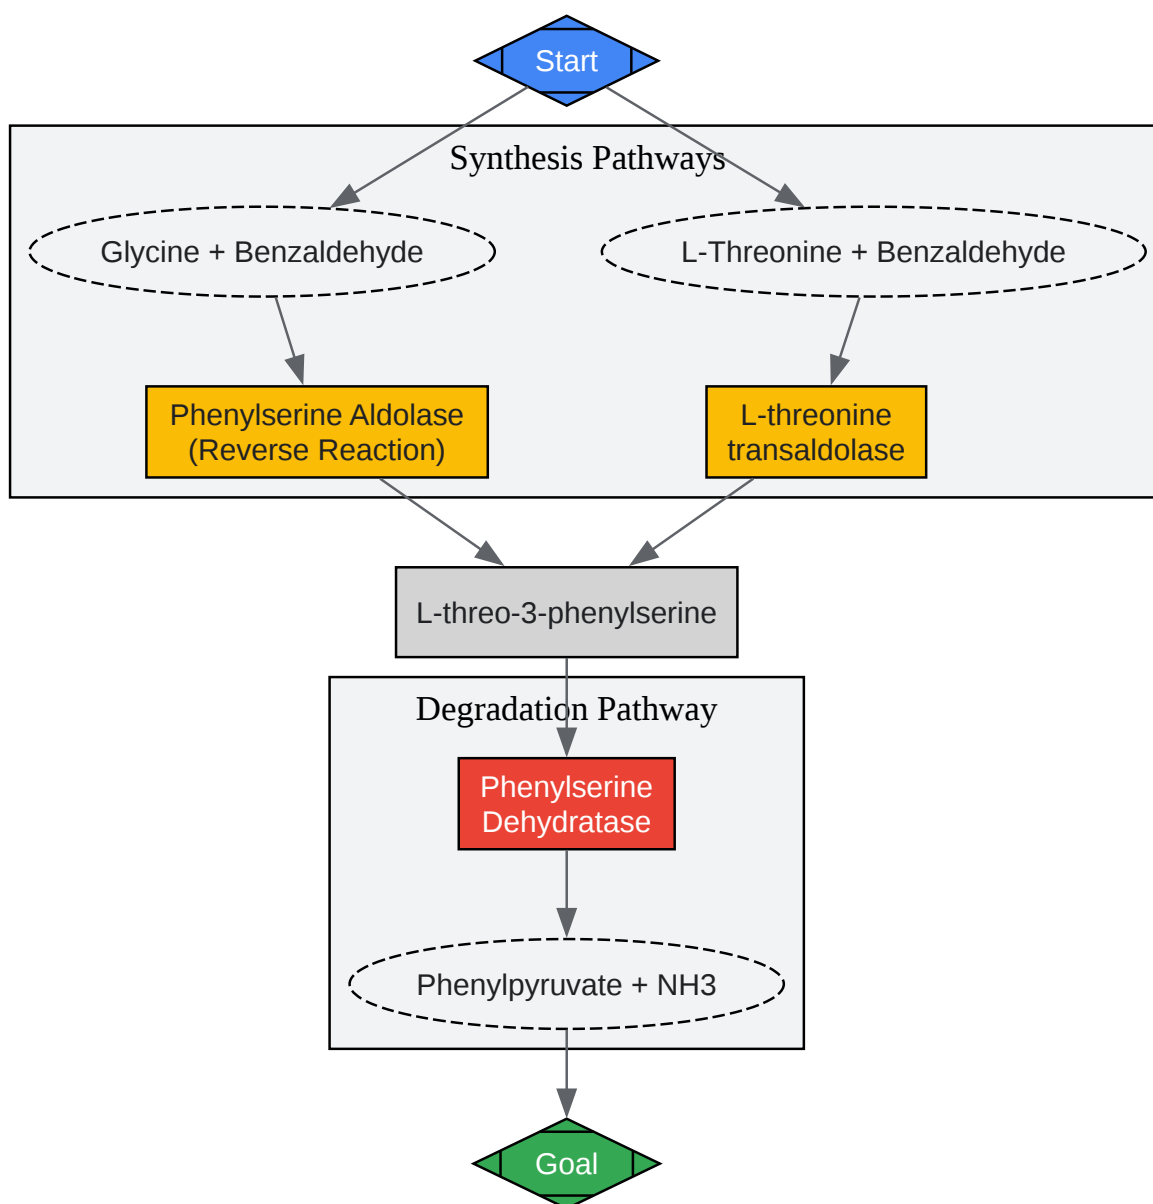 Start
Synthesis Pathways
Glycine + Benzaldehyde
L-Threonine + Benzaldehyde
Phenylserine Aldolase
(Reverse Reaction)
L-threonine
transaldolase
L-threo-3-phenylserine
Degradation Pathway
Phenylserine
Dehydratase
Phenylpyruvate + NH3
Goal